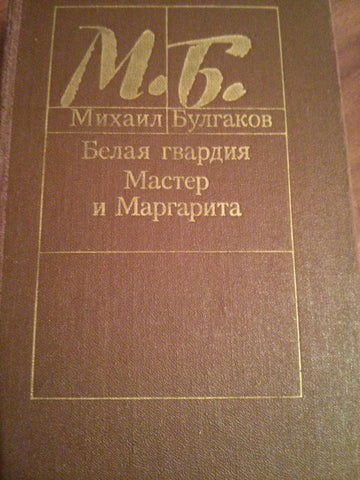 М.Б.
Михаил Булгаков
Белая гвардия
Мастер
и Маргарита